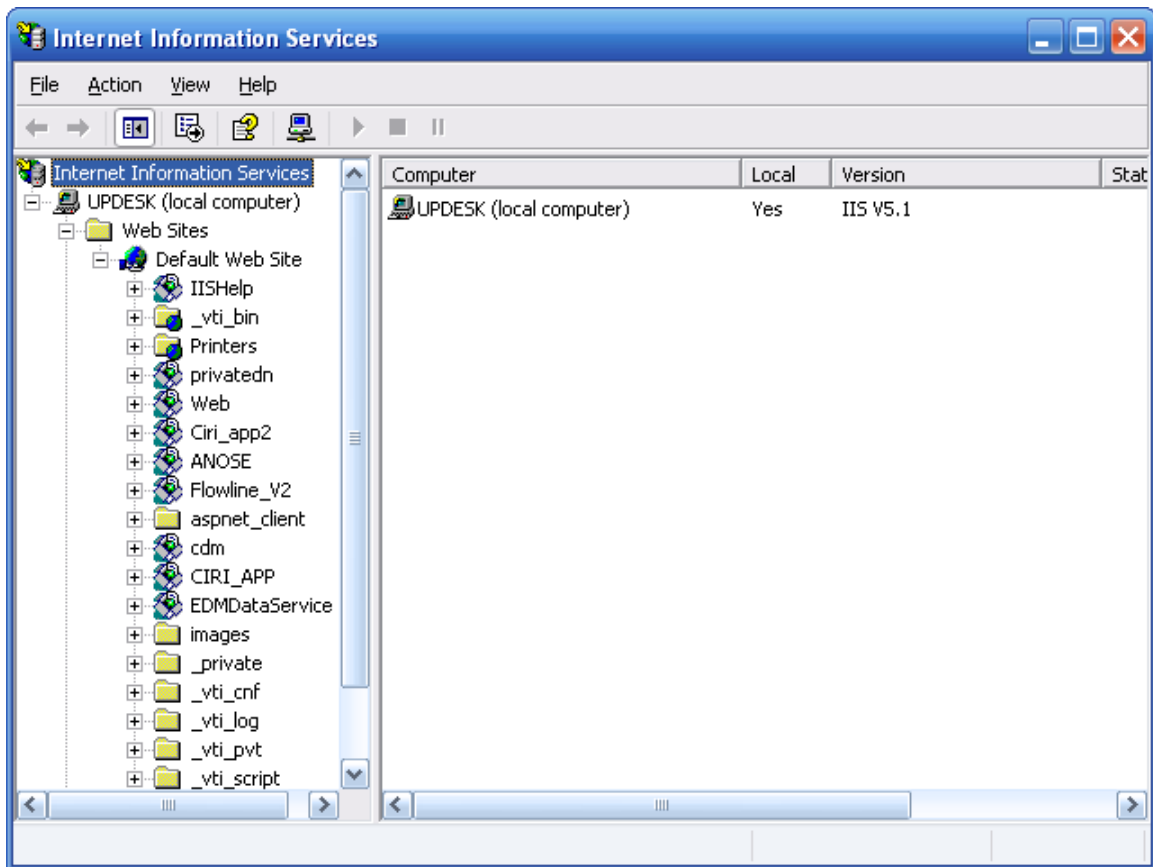 Internet Information Services
File Action View Help
Internet Information Services
UPDESK (local computer)
Web Sites
Default Web Site
IISHelp
_vti_bin
Printers
privatedn
Web
Ciri_app2
ANOSE
Flowline_V2
aspnet_client
cdm
CIRI_APP
EDMDataService
images
_private
_vti_cnf
_vti_log
_vti_pvt
_vti_script
Computer Local Version Stat
UPDESK (local computer) Yes IIS V5.1